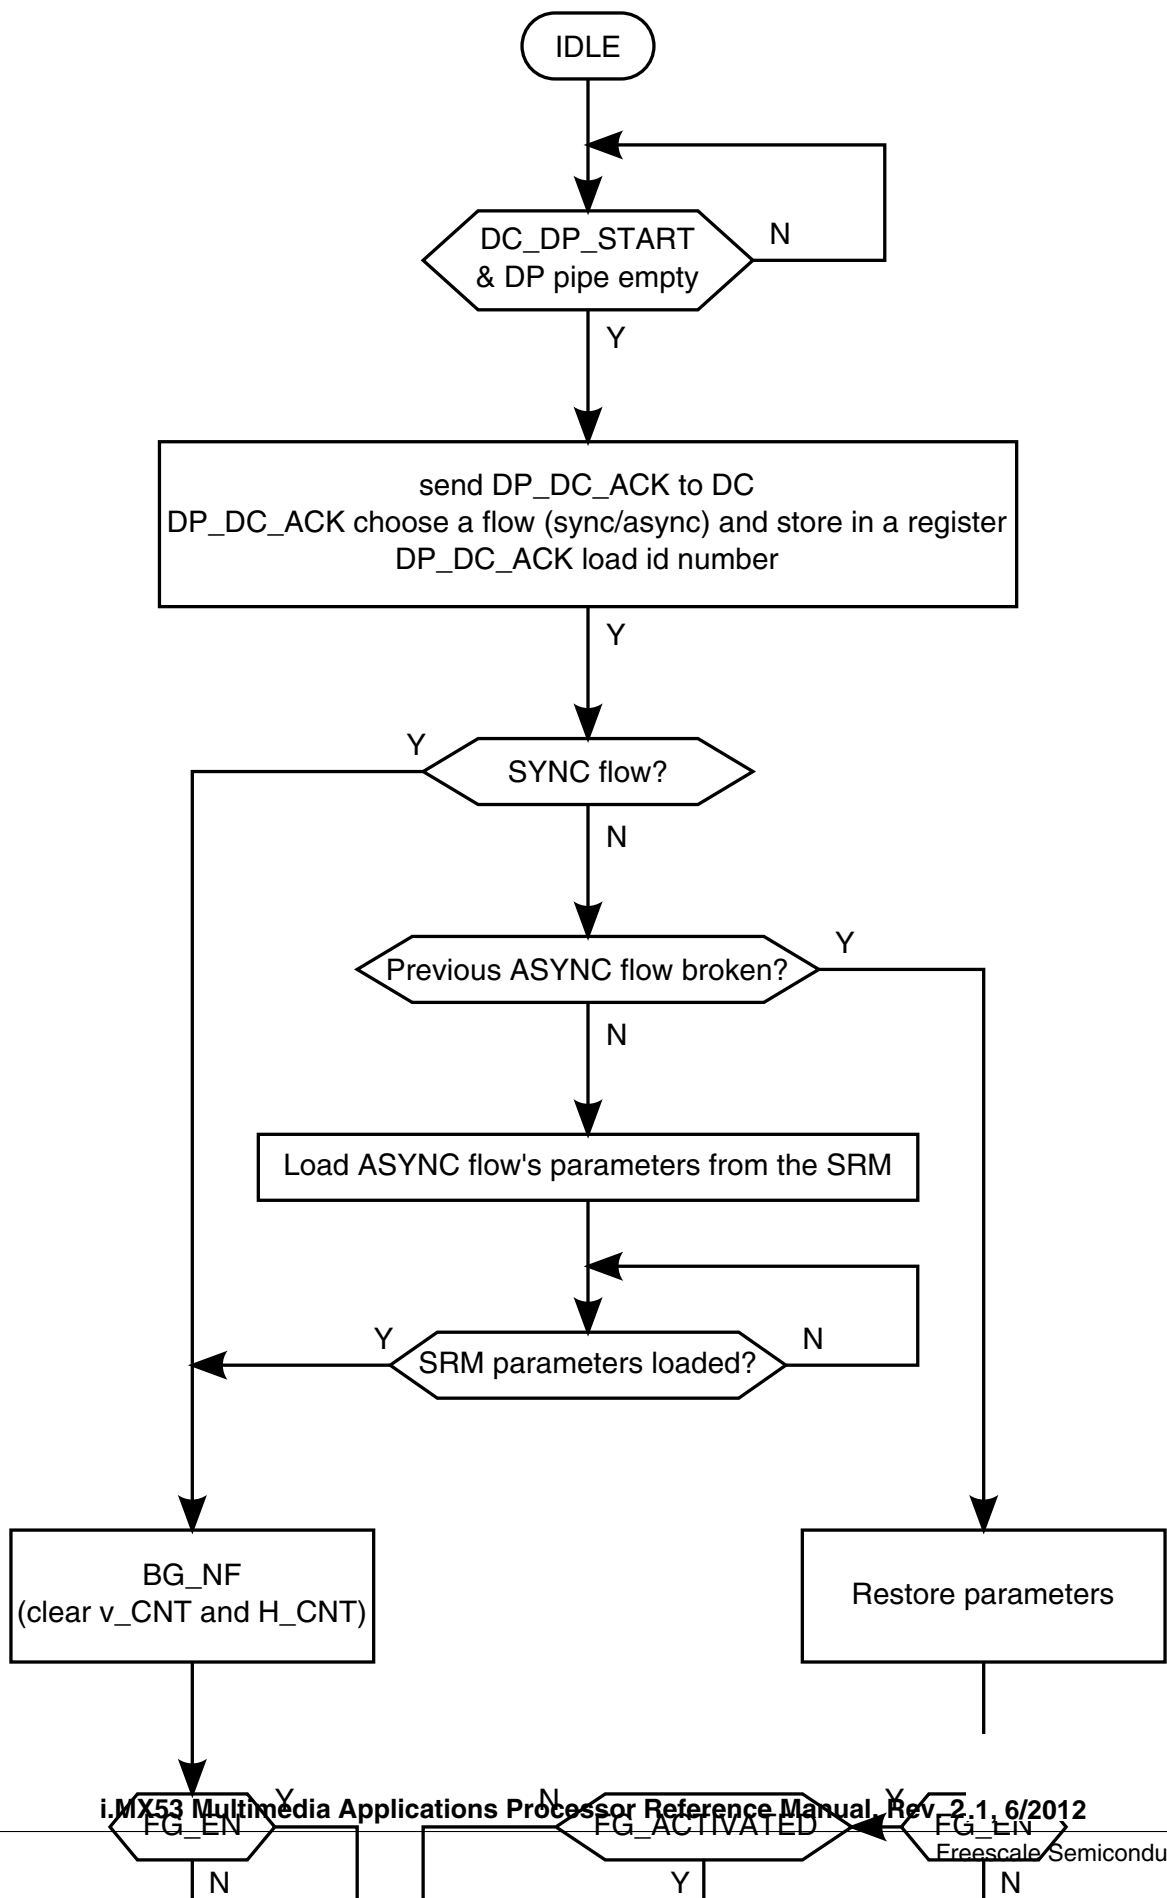 IDLE
DC_DP_START
& DP pipe empty
N
Y
send DP_DC_ACK to DC
DP_DC_ACK choose a flow (sync/async) and store in a register
DP_DC_ACK load id number
Y
Y
SYNC flow?
N
Previous ASYNC flow broken?
Y
N
Load ASYNC flow's parameters from the SRM
Y
SRM parameters loaded?
N
BG_NF
(clear v_CNT and H_CNT)
Restore parameters
Y
N
Y
i.MX53 Multimedia Applications Processor Reference Manual, Rev. 2.1, 6/2012
FG_EN
FG_ACTIVATED
FG_EN
Freescale Semicondu
N
Y
N